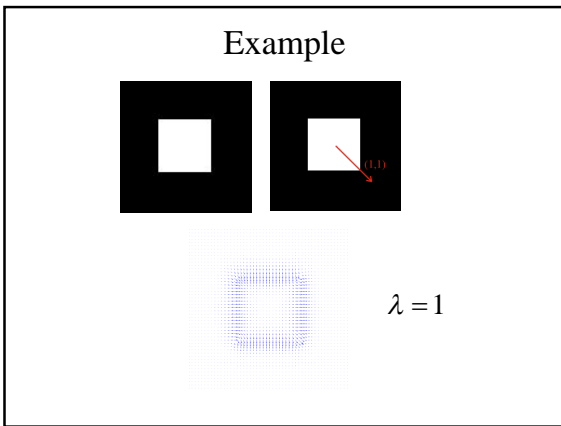 Example
(1,1)
λ = 1